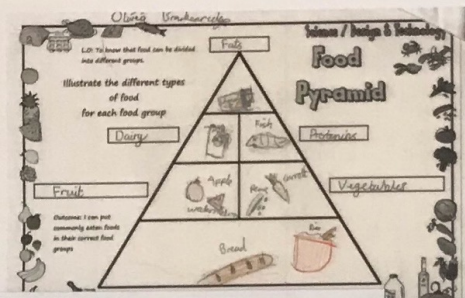 Olivia
Science / Design & Technology
L.O: To know that food can be divided
into different groups.
Fats
Food
Pyramid
Illustrate the different types
of food
for each food group
Dairy
Fish
Proteins
Fruit
Apple
Carrot
Vegetables
Outcome: I can put
commonly eaten foods
in their correct food
groups
Bread
Rice